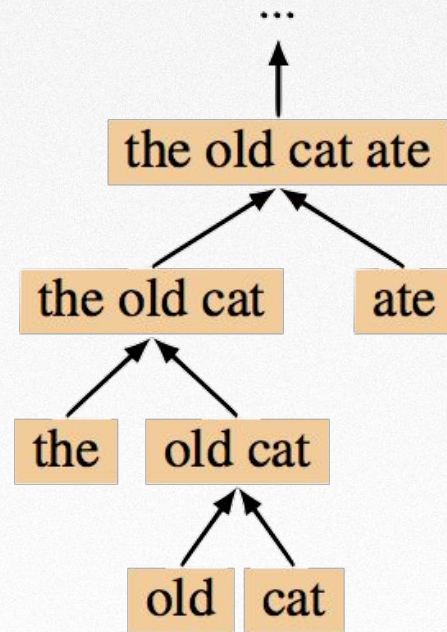 ...
the old cat ate
the old cat
ate
the
old cat
old
cat